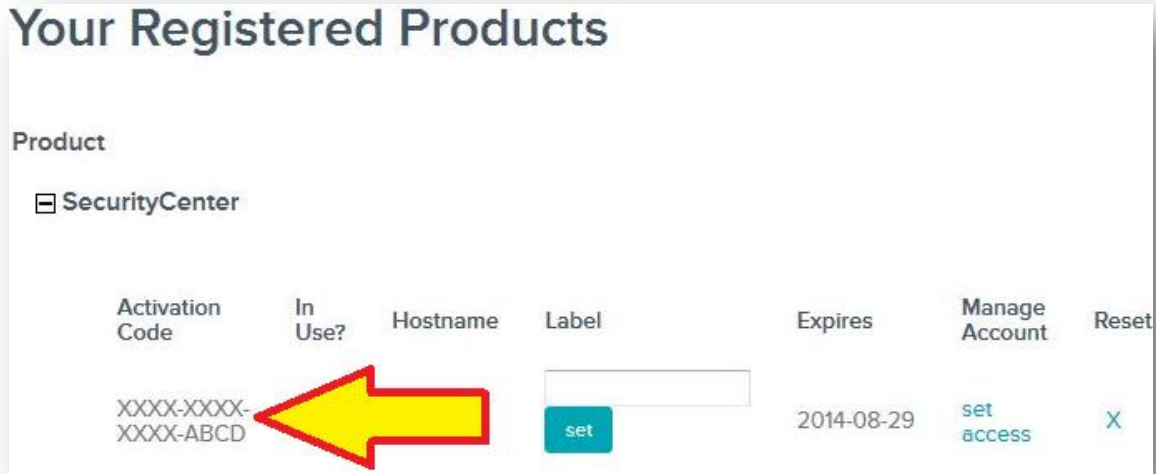 Your Registered Products
Product
SecurityCenter
Activation Code
In Use?
Hostname
Label
Expires
Manage Account
Reset
XXXX-XXXX-
XXXX-ABCD
set
2014-08-29
set access
X